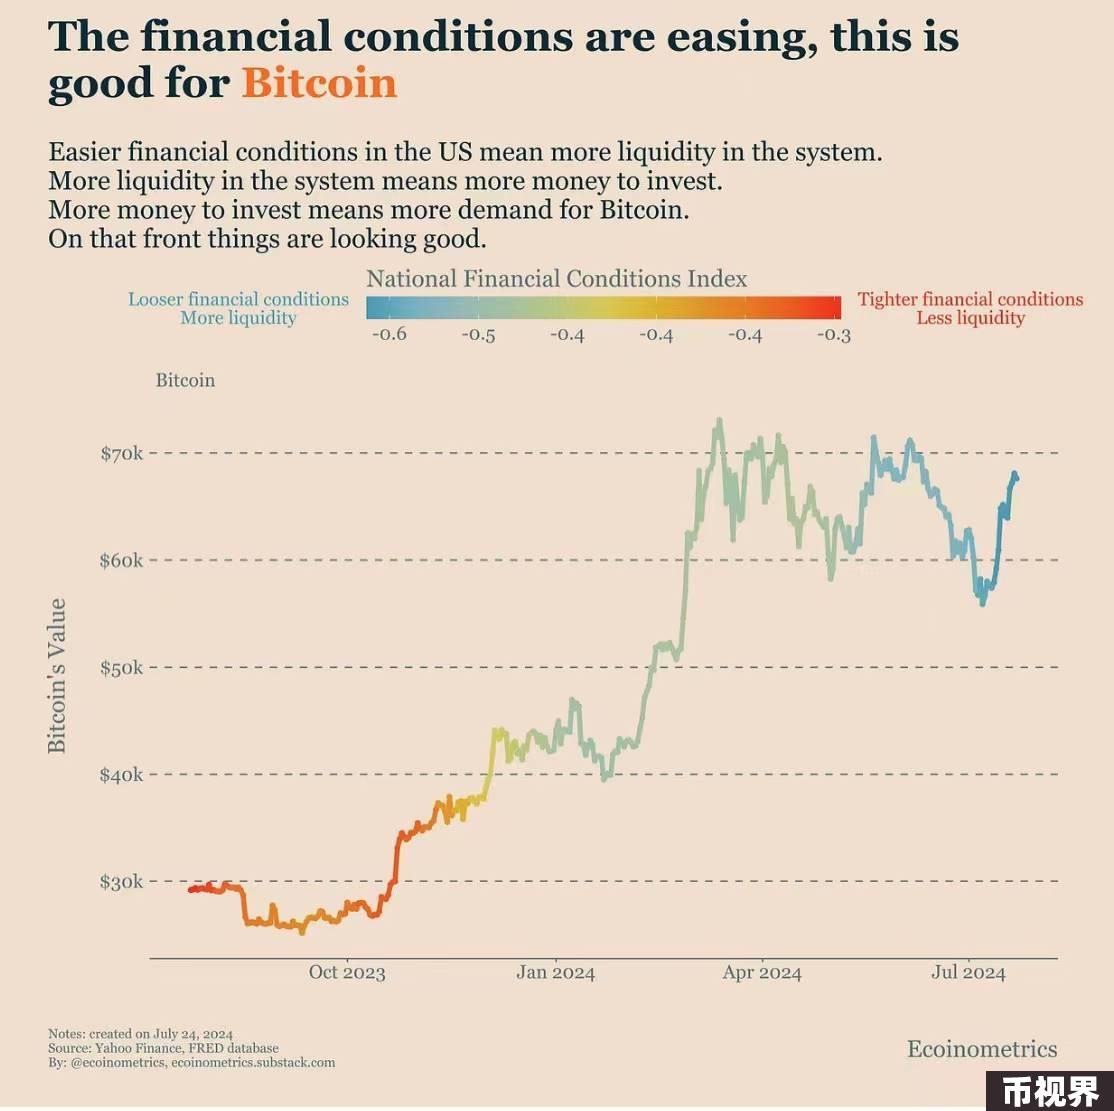 The financial conditions are easing, this is
good for Bitcoin
Easier financial conditions in the US mean more liquidity in the system.
More liquidity in the system means more money to invest.
More money to invest means more demand for Bitcoin.
On that front things are looking good.
National Financial Conditions Index
Looser financial conditions
More liquidity
Tighter financial conditions
Less liquidity
-0.6 -0.5 -0.4 -0.4 -0.4 -0.3
Bitcoin
$70k
$60k
$50k
$40k
$30k
Bitcoin's Value
Oct 2023 Jan 2024 Apr 2024 Jul 2024
Notes: created on July 24, 2024
Source: Yahoo Finance, FRED database
By: @ecoinometrics, ecoinometrics.substack.com
Ecoinometrics
币视界